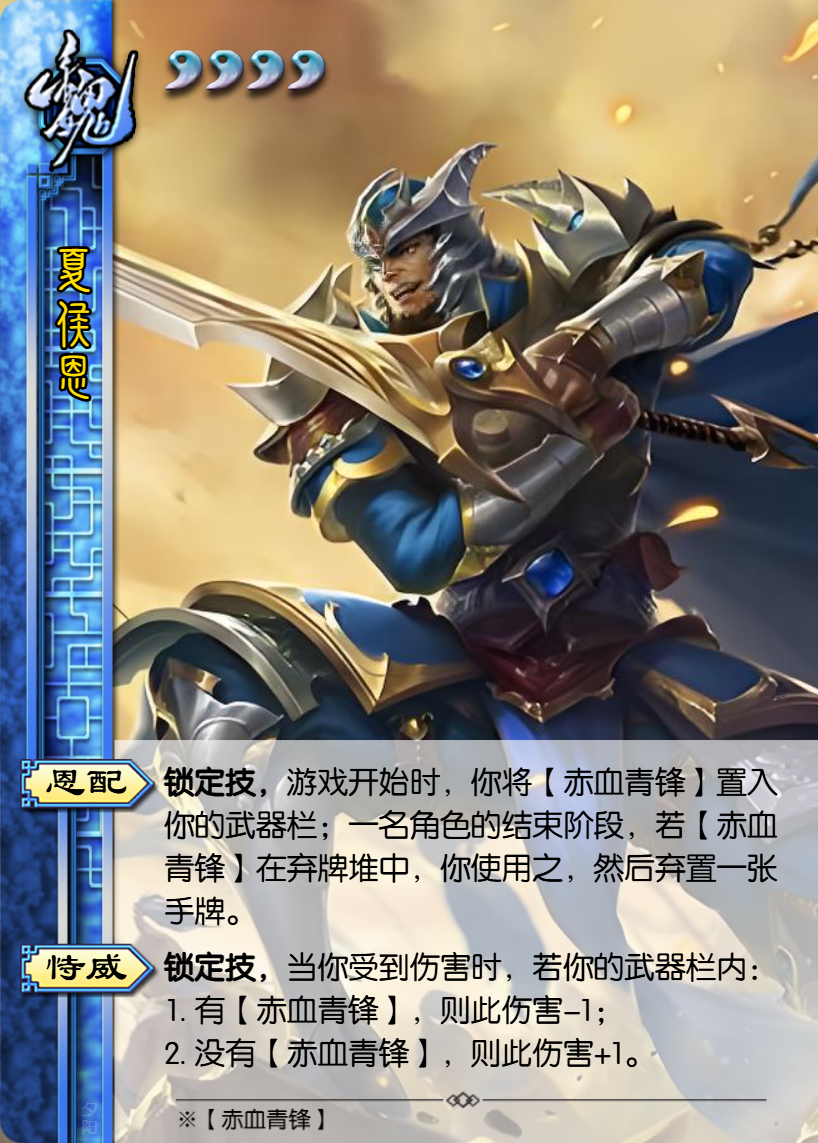 魏
夏侯恩
恩配
锁定技，游戏开始时，你将【赤血青锋】置入
你的武器栏；一名角色的结束阶段，若【赤血
青锋】在弃牌堆中，你使用之，然后弃置一张
手牌。
恃威
锁定技，当你受到伤害时，若你的武器栏内：
1. 有【赤血青锋】，则此伤害-1；
2. 没有【赤血青锋】，则此伤害+1。
※【赤血青锋】
夕阳